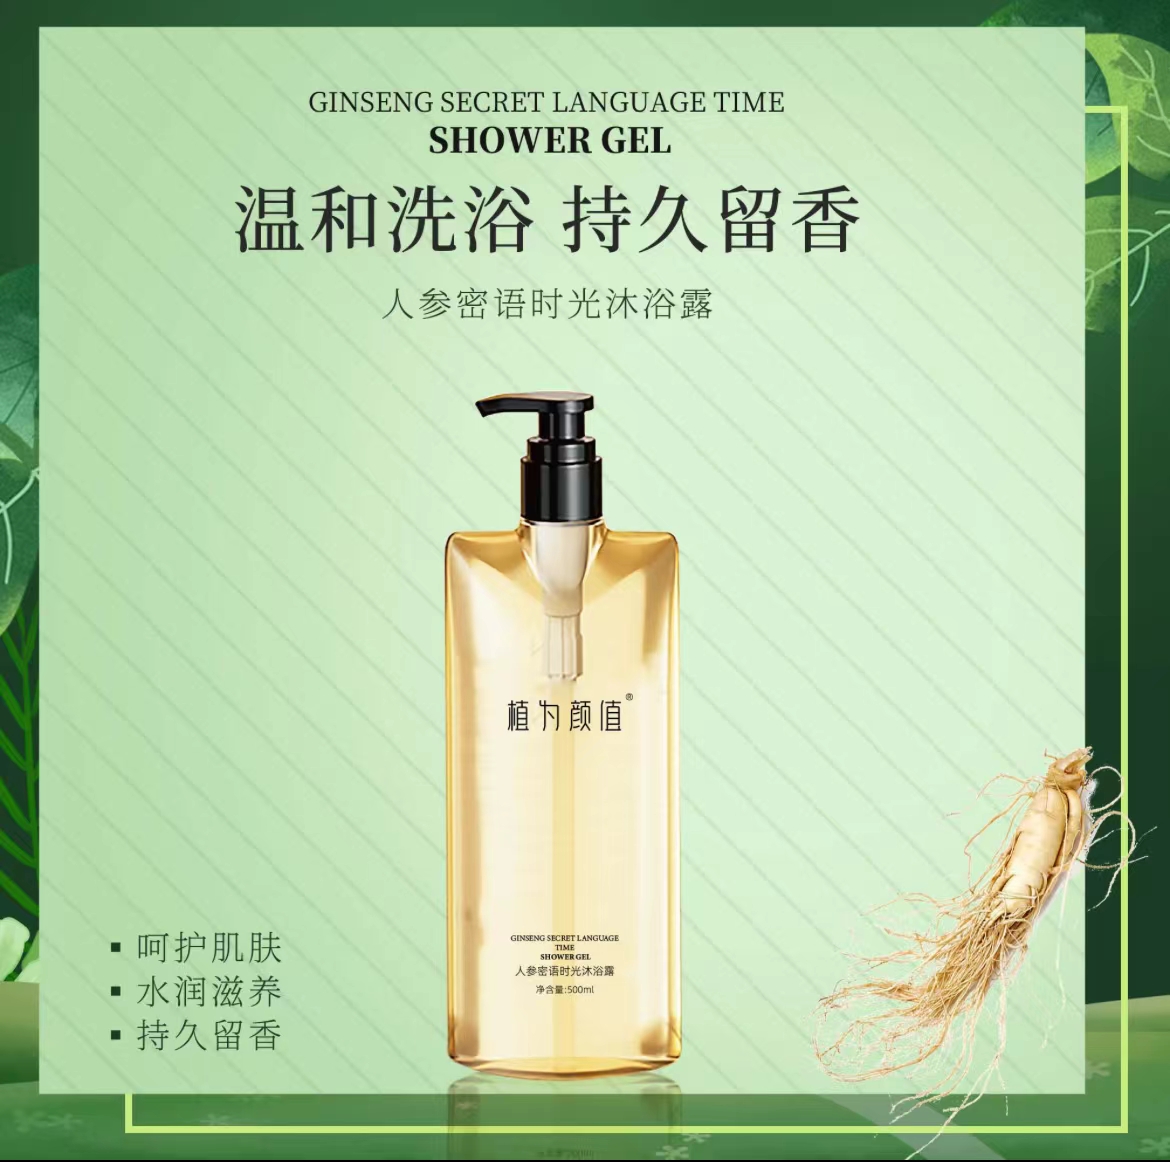 GINSENG SECRET LANGUAGE TIME
SHOWER GEL
温和洗浴 持久留香
人参密语时光沐浴露
植为颜值®
GINSENG SECRET LANGUAGE
TIME
SHOWER GEL
人参密语时光沐浴露
净含量:500ml
▪ 呵护肌肤
▪ 水润滋养
▪ 持久留香